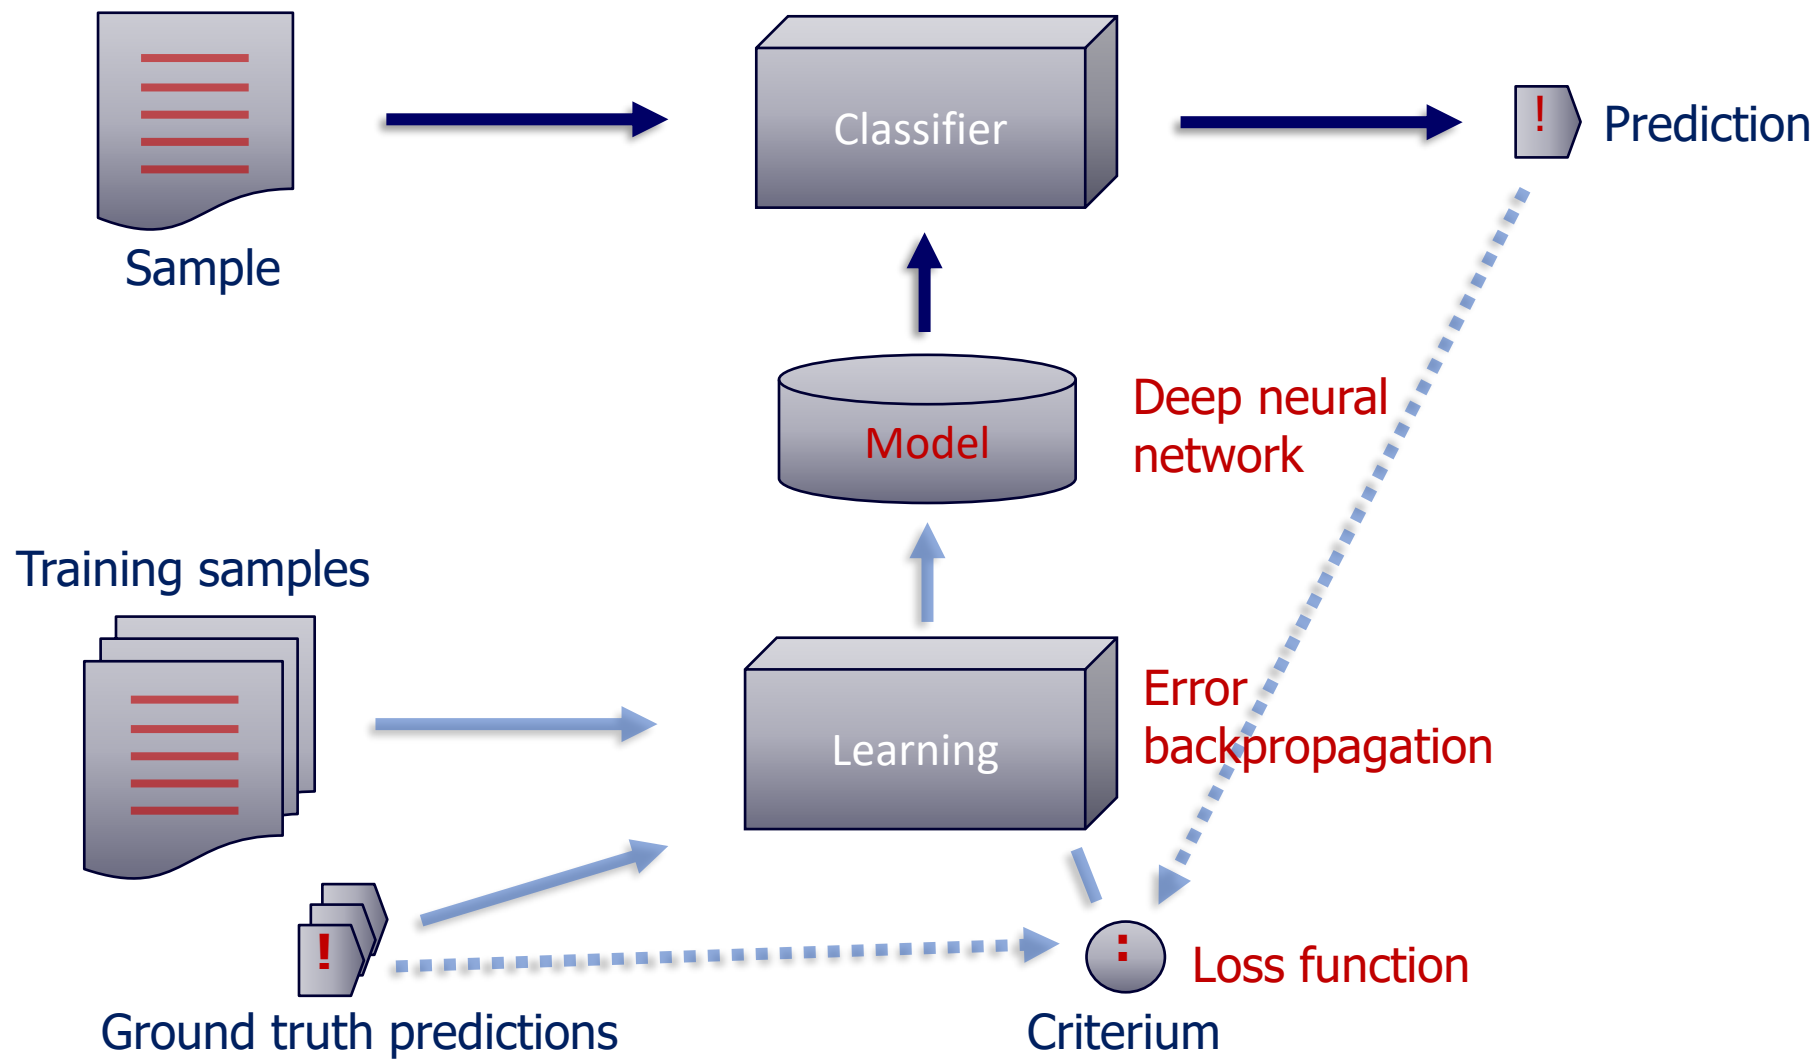 Classifier
!
Prediction
Sample
Model
Deep neural
network
Training samples
Learning
Error
backpropagation
!
:
Loss function
Ground truth predictions
Criterium